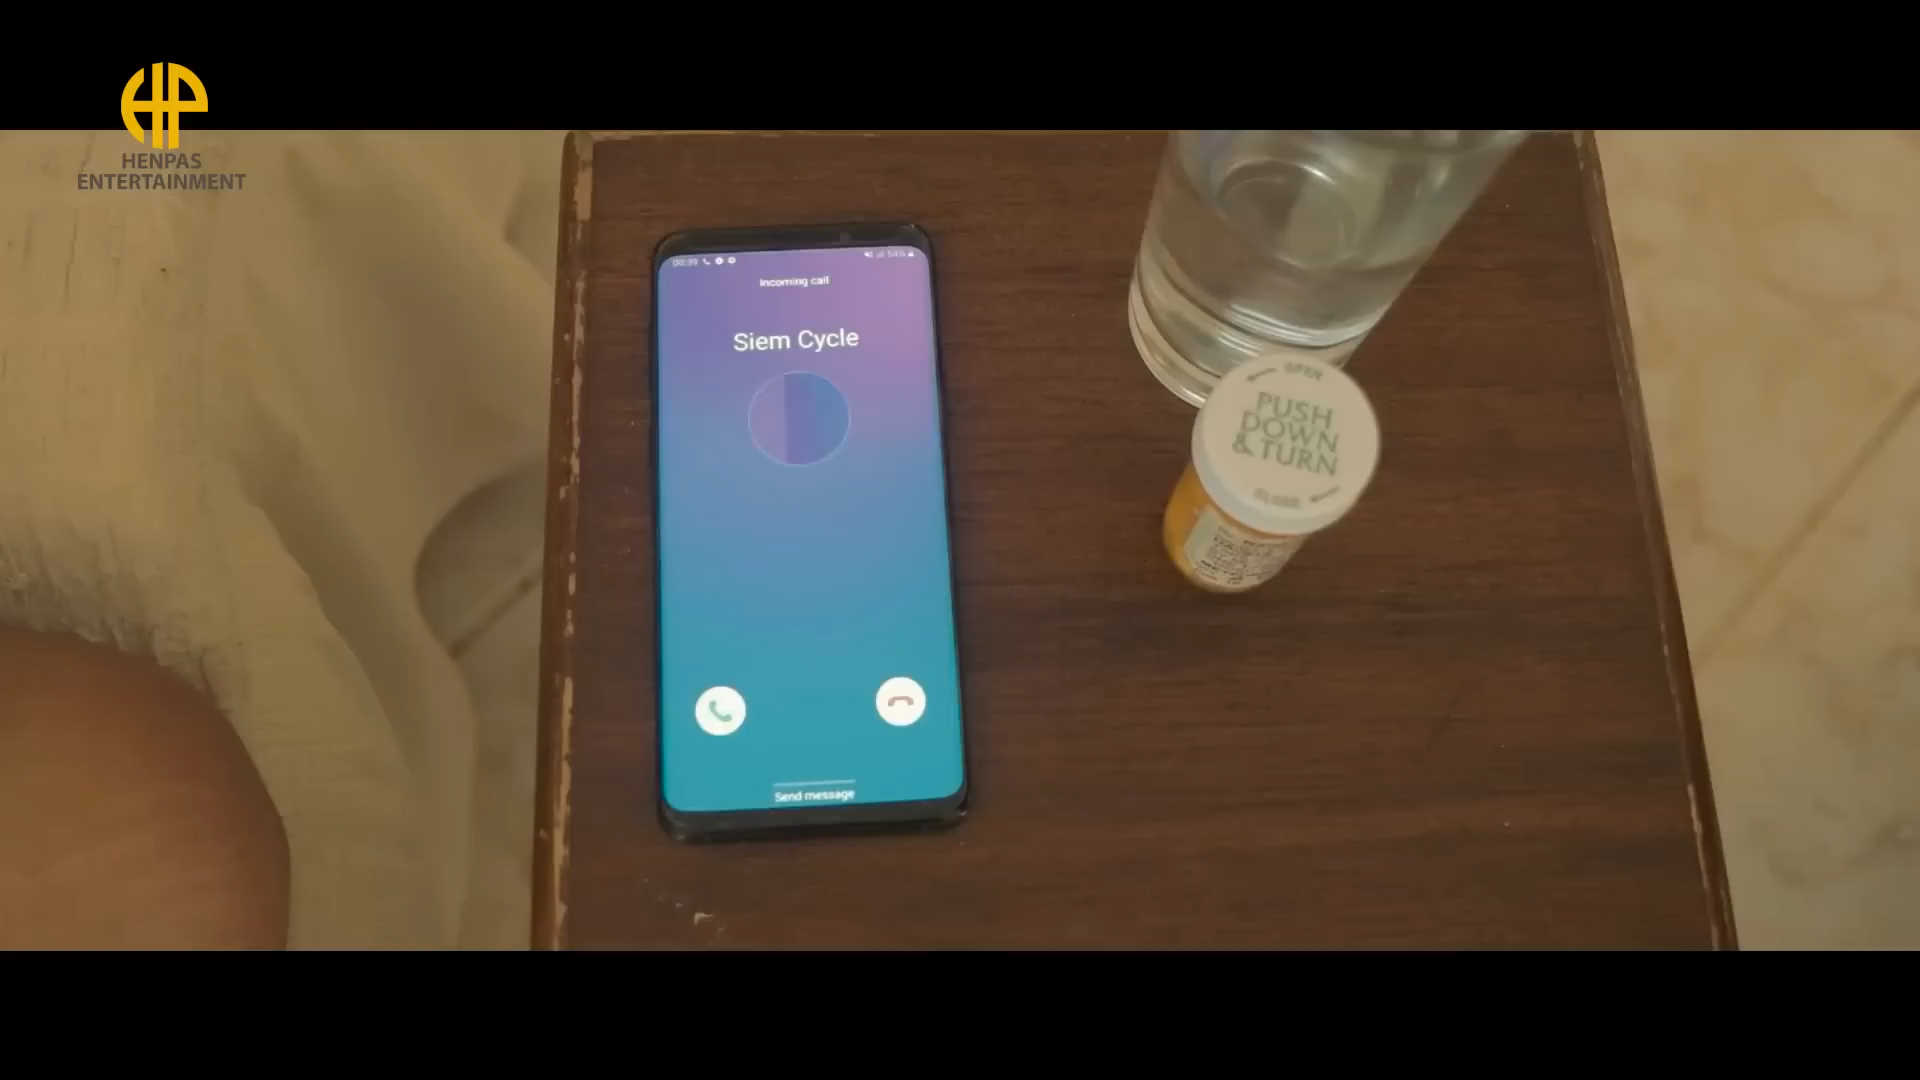 HENPAS
ENTERTAINMENT
Incoming call
Siem Cycle
Send message
OPEN
PUSH
DOWN
& TURN
CLOSE